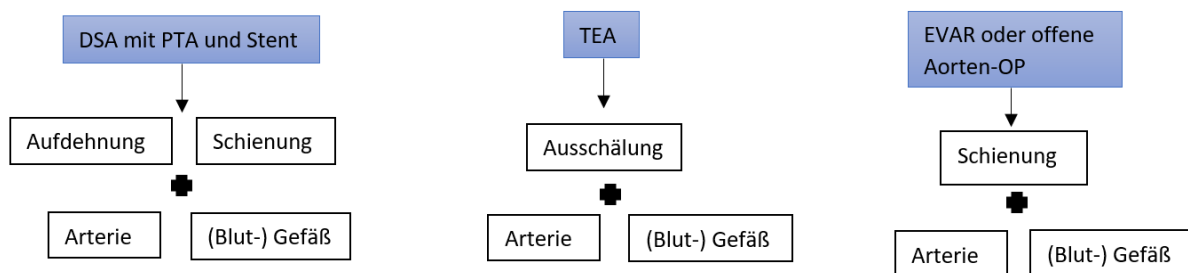 DSA mit PTA und Stent
Aufdehnung
Schienung
Arterie
(Blut-) Gefäß
TEA
Ausschälung
Arterie
(Blut-) Gefäß
EVAR oder offene
Aorten-OP
Schienung
Arterie
(Blut-) Gefäß